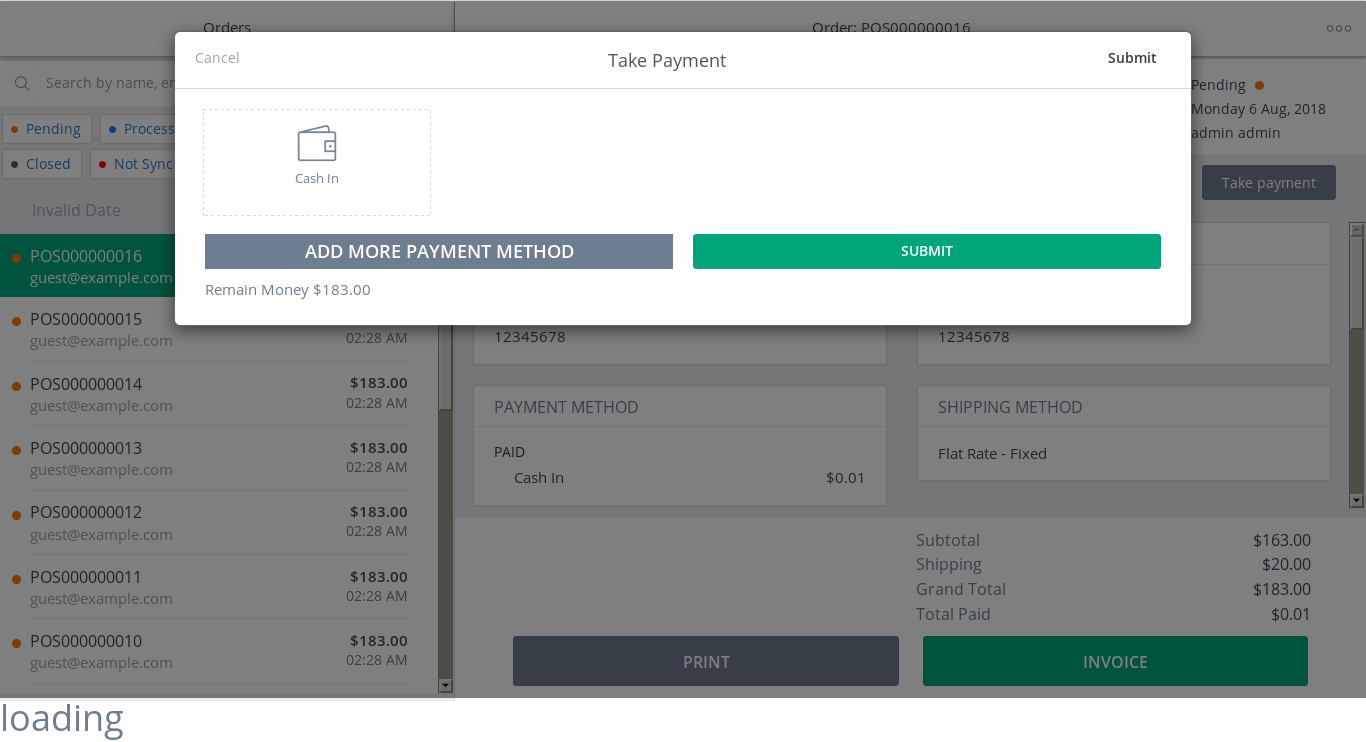 Orders
Order: POS000000016
Cancel
Take Payment
Submit
Search by name, em
Pending
Process
Closed
Not Sync
Invalid Date
Pending
Monday 6 Aug, 2018
admin admin
Take payment
Cash In
ADD MORE PAYMENT METHOD
SUBMIT
Remain Money $183.00
POS000000016
guest@example.com
POS000000015
guest@example.com
02:28 AM
POS000000014
$183.00
guest@example.com
02:28 AM
POS000000013
$183.00
guest@example.com
02:28 AM
POS000000012
$183.00
guest@example.com
02:28 AM
POS000000011
$183.00
guest@example.com
02:28 AM
POS000000010
$183.00
guest@example.com
02:28 AM
12345678
12345678
PAYMENT METHOD
PAID
Cash In
$0.01
SHIPPING METHOD
Flat Rate - Fixed
Subtotal
$163.00
Shipping
$20.00
Grand Total
$183.00
Total Paid
$0.01
PRINT
INVOICE
loading